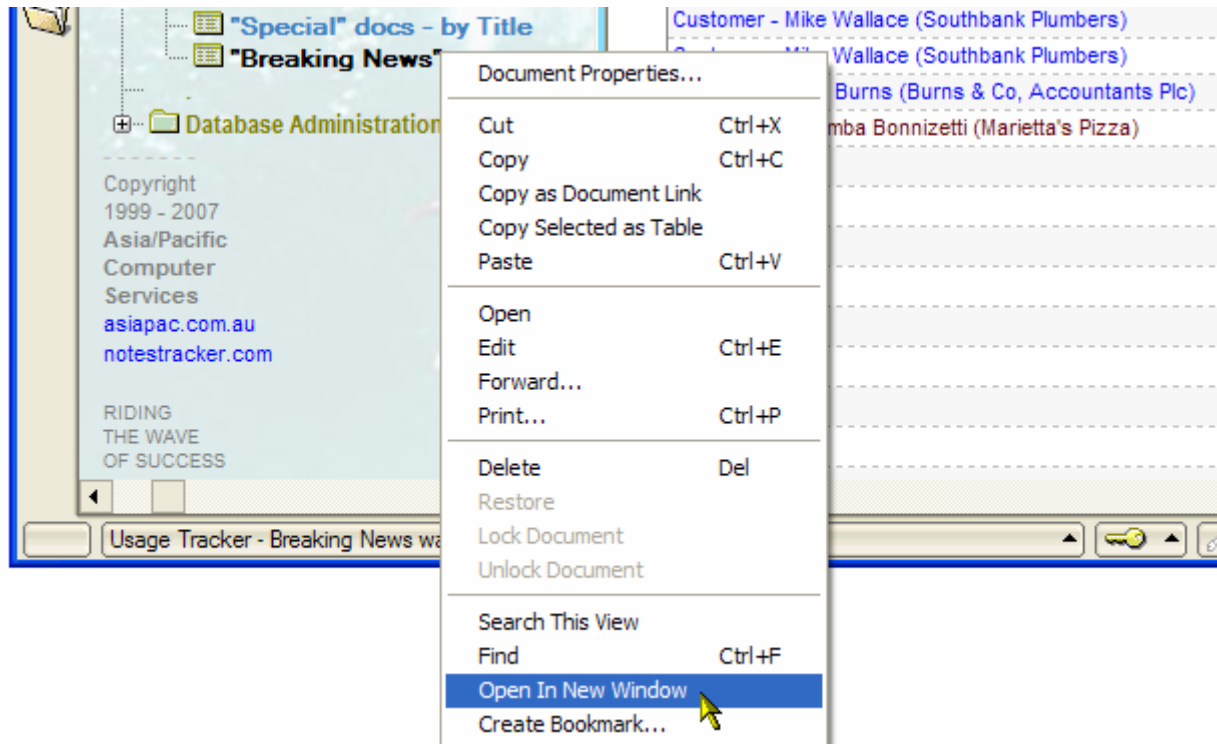 "Special" docs - by Title
"Breaking News"
Database Administration
Copyright
1999 - 2007
Asia/Pacific
Computer
Services
asiapac.com.au
notestracker.com
RIDING
THE WAVE
OF SUCCESS
Usage Tracker - Breaking News wa
Customer - Mike Wallace (Southbank Plumbers)
Wallace (Southbank Plumbers)
Burns (Burns & Co, Accountants Plc)
mba Bonnizetti (Marietta's Pizza)
Document Properties...
Cut Ctrl+X
Copy Ctrl+C
Copy as Document Link
Copy Selected as Table
Paste Ctrl+V
Open
Edit Ctrl+E
Forward...
Print... Ctrl+P
Delete Del
Restore
Lock Document
Unlock Document
Search This View
Find Ctrl+F
Open In New Window
Create Bookmark...